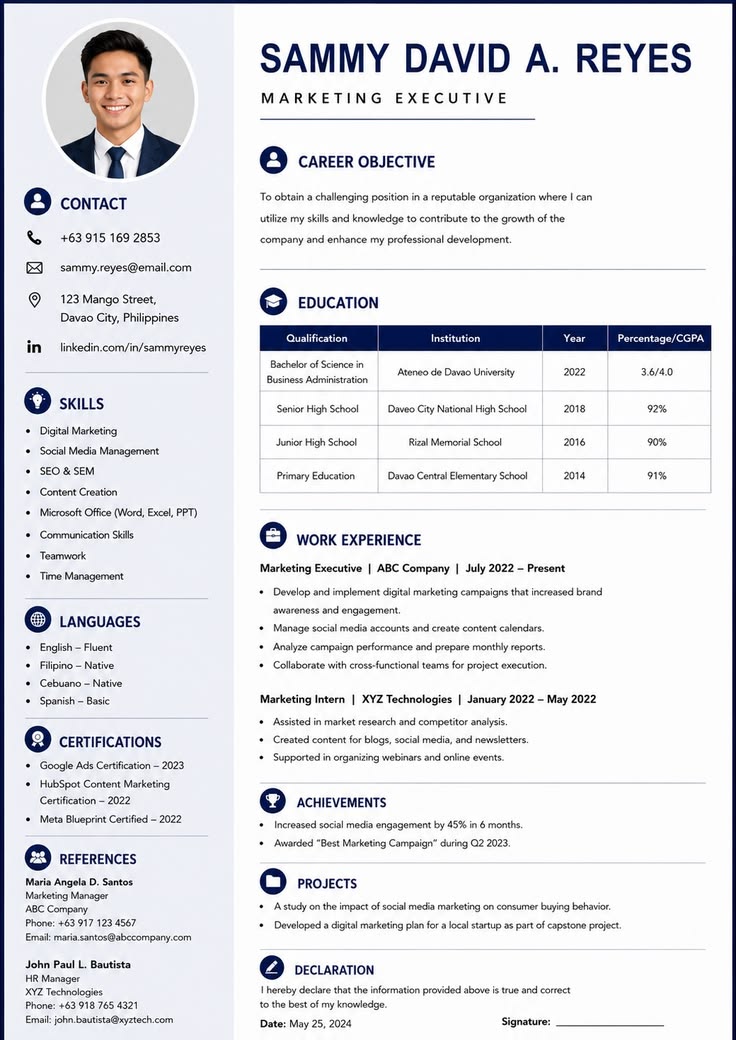 SAMMY DAVID A. REYES
MARKETING EXECUTIVE
CONTACT
+63 915 169 2853
sammy.reyes@email.com
123 Mango Street,
Davao City, Philippines
in
linkedin.com/in/sammyreyes
SKILLS
• Digital Marketing
• Social Media Management
• SEO & SEM
• Content Creation
• Microsoft Office (Word, Excel, PPT)
• Communication Skills
• Teamwork
• Time Management
LANGUAGES
• English – Fluent
• Filipino – Native
• Cebuano – Native
• Spanish – Basic
CERTIFICATIONS
• Google Ads Certification – 2023
• HubSpot Content Marketing
Certification – 2022
• Meta Blueprint Certified – 2022
REFERENCES
Maria Angela D. Santos
Marketing Manager
ABC Company
Phone: +63 917 123 4567
Email: maria.santos@abccompany.com
John Paul L. Bautista
HR Manager
XYZ Technologies
Phone: +63 918 765 4321
Email: john.bautista@xyztech.com
CAREER OBJECTIVE
To obtain a challenging position in a reputable organization where I can
utilize my skills and knowledge to contribute to the growth of the
company and enhance my professional development.
EDUCATION
Qualification Institution Year Percentage/CGPA
Bachelor of Science in
Business Administration Ateneo de Davao University 2022 3.6/4.0
Senior High School Daveo City National High School 2018 92%
Junior High School Rizal Memorial School 2016 90%
Primary Education Davao Central Elementary School 2014 91%
WORK EXPERIENCE
Marketing Executive | ABC Company | July 2022 – Present
• Develop and implement digital marketing campaigns that increased brand
awareness and engagement.
• Manage social media accounts and create content calendars.
• Analyze campaign performance and prepare monthly reports.
• Collaborate with cross-functional teams for project execution.
Marketing Intern | XYZ Technologies | January 2022 – May 2022
• Assisted in market research and competitor analysis.
• Created content for blogs, social media, and newsletters.
• Supported in organizing webinars and online events.
ACHIEVEMENTS
• Increased social media engagement by 45% in 6 months.
• Awarded “Best Marketing Campaign” during Q2 2023.
PROJECTS
• A study on the impact of social media marketing on consumer buying behavior.
• Developed a digital marketing plan for a local startup as part of capstone project.
DECLARATION
I hereby declare that the information provided above is true and correct
to the best of my knowledge.
Date: May 25, 2024 Signature: ____________________